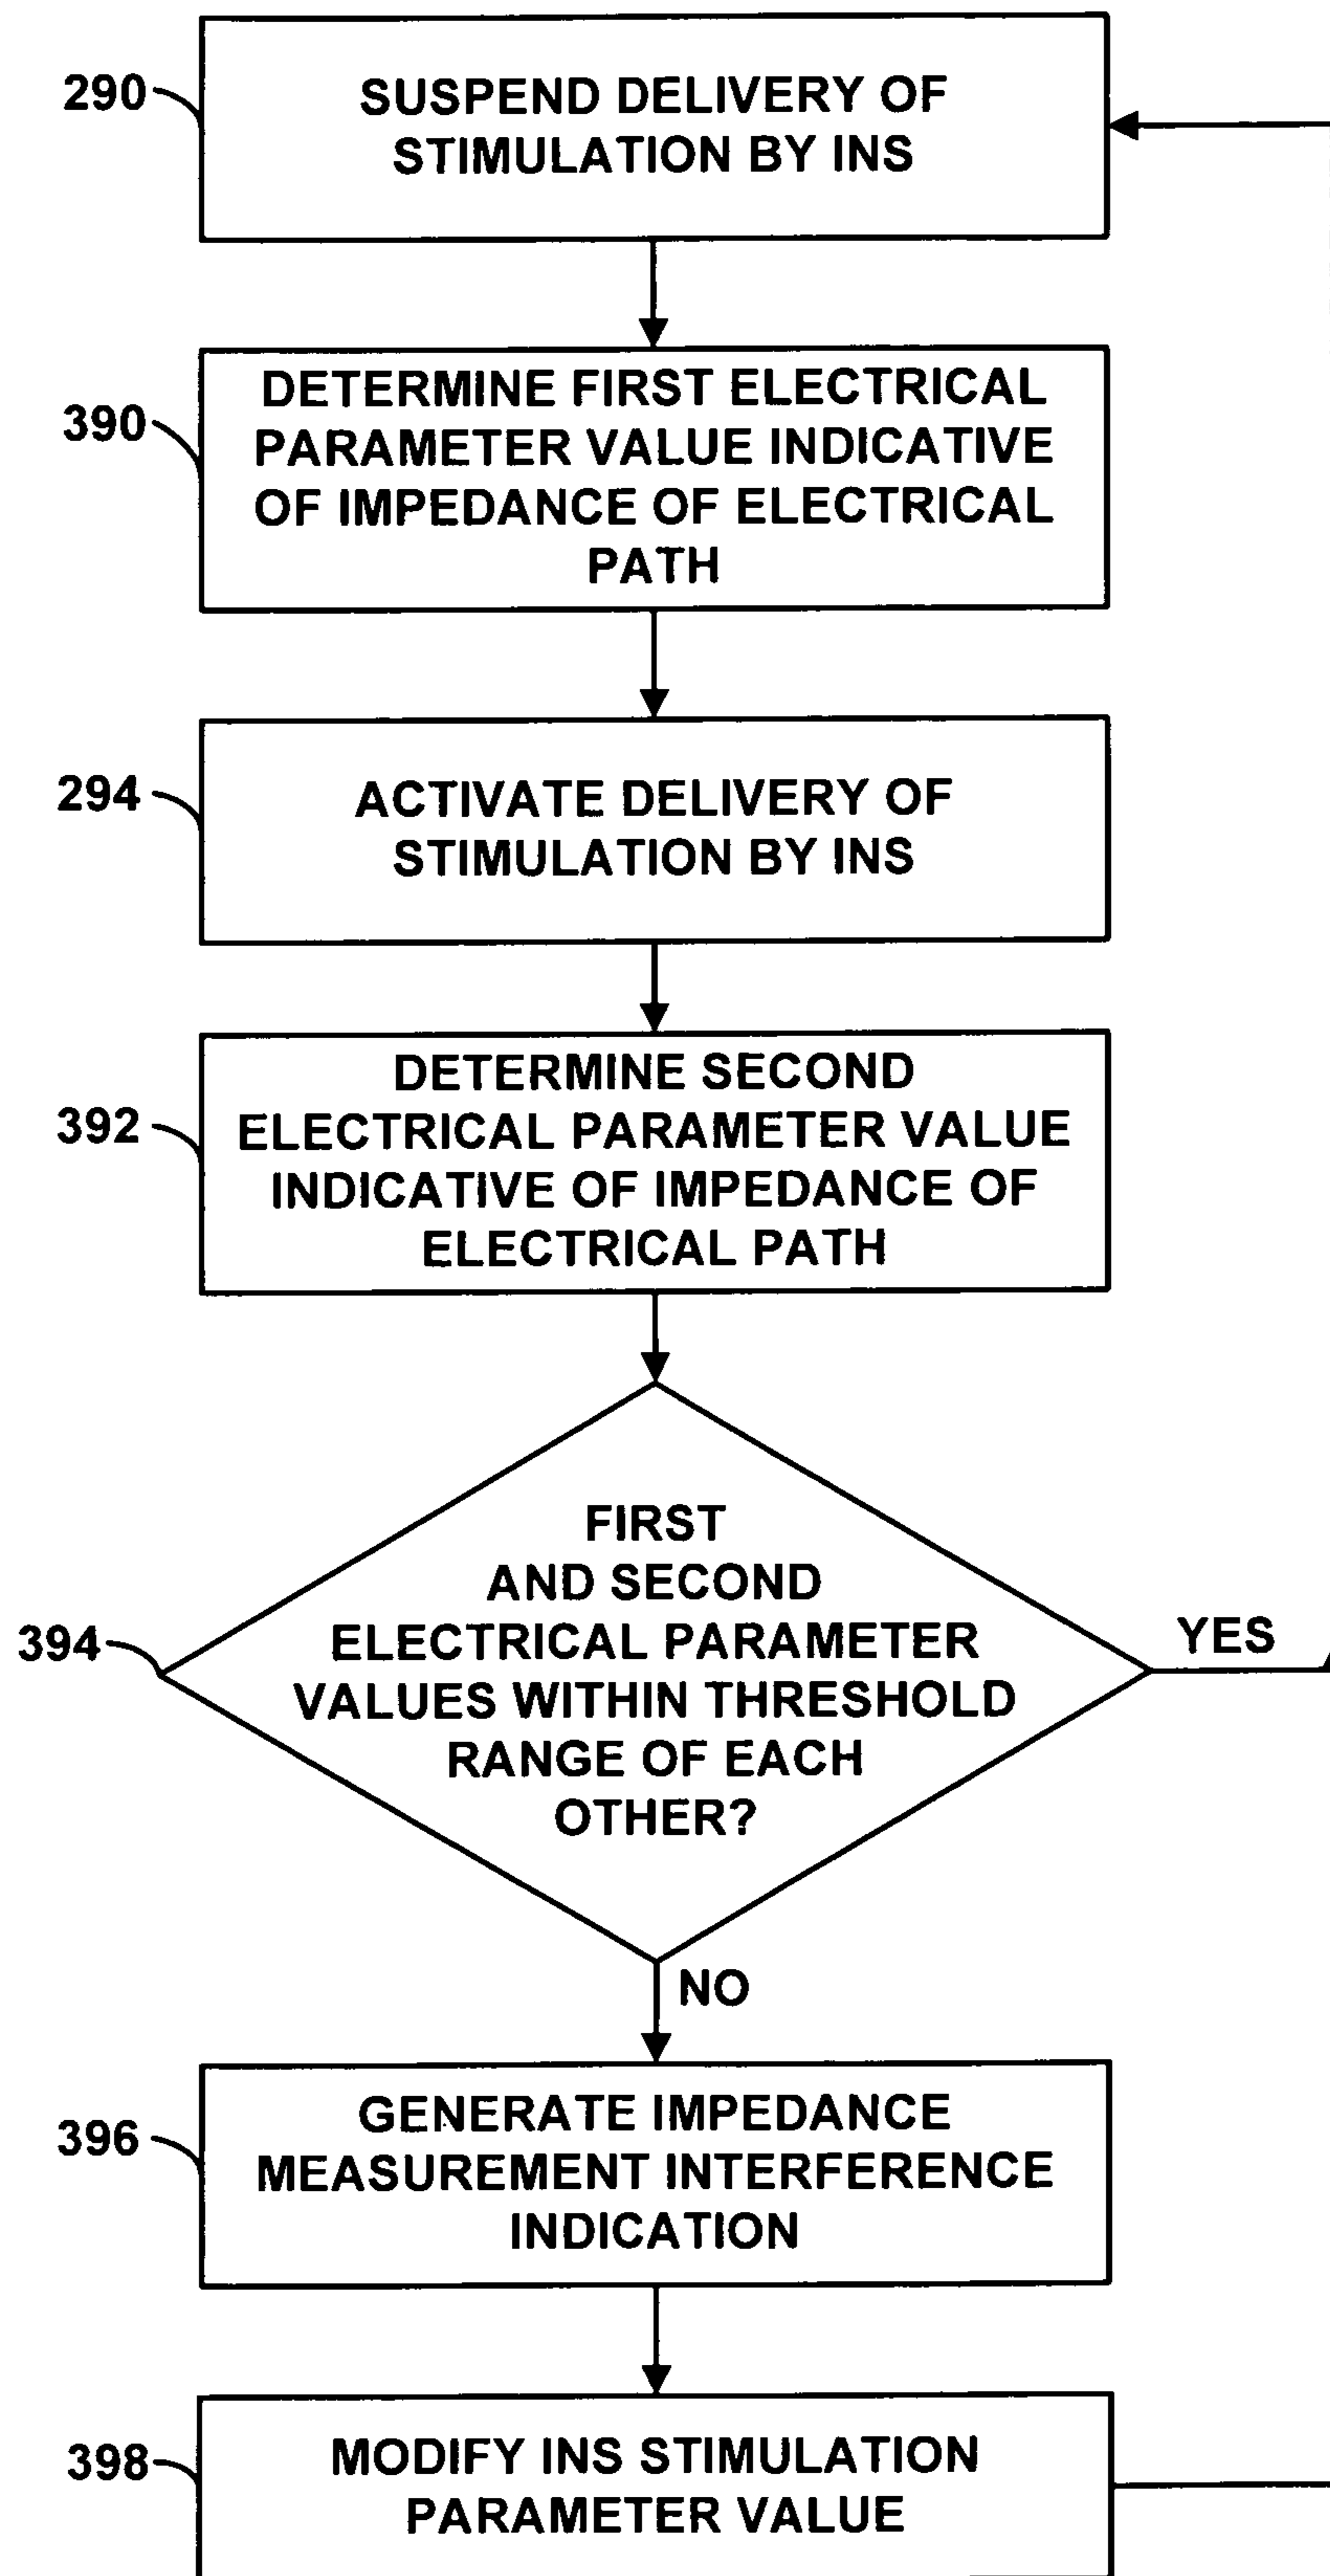 290
SUSPEND DELIVERY OF
STIMULATION BY INS
390
DETERMINE FIRST ELECTRICAL
PARAMETER VALUE INDICATIVE
OF IMPEDANCE OF ELECTRICAL
PATH
294
ACTIVATE DELIVERY OF
STIMULATION BY INS
392
DETERMINE SECOND
ELECTRICAL PARAMETER VALUE
INDICATIVE OF IMPEDANCE OF
ELECTRICAL PATH
394
FIRST
AND SECOND
ELECTRICAL PARAMETER
VALUES WITHIN THRESHOLD
RANGE OF EACH
OTHER?
YES
NO
396
GENERATE IMPEDANCE
MEASUREMENT INTERFERENCE
INDICATION
398
MODIFY INS STIMULATION
PARAMETER VALUE